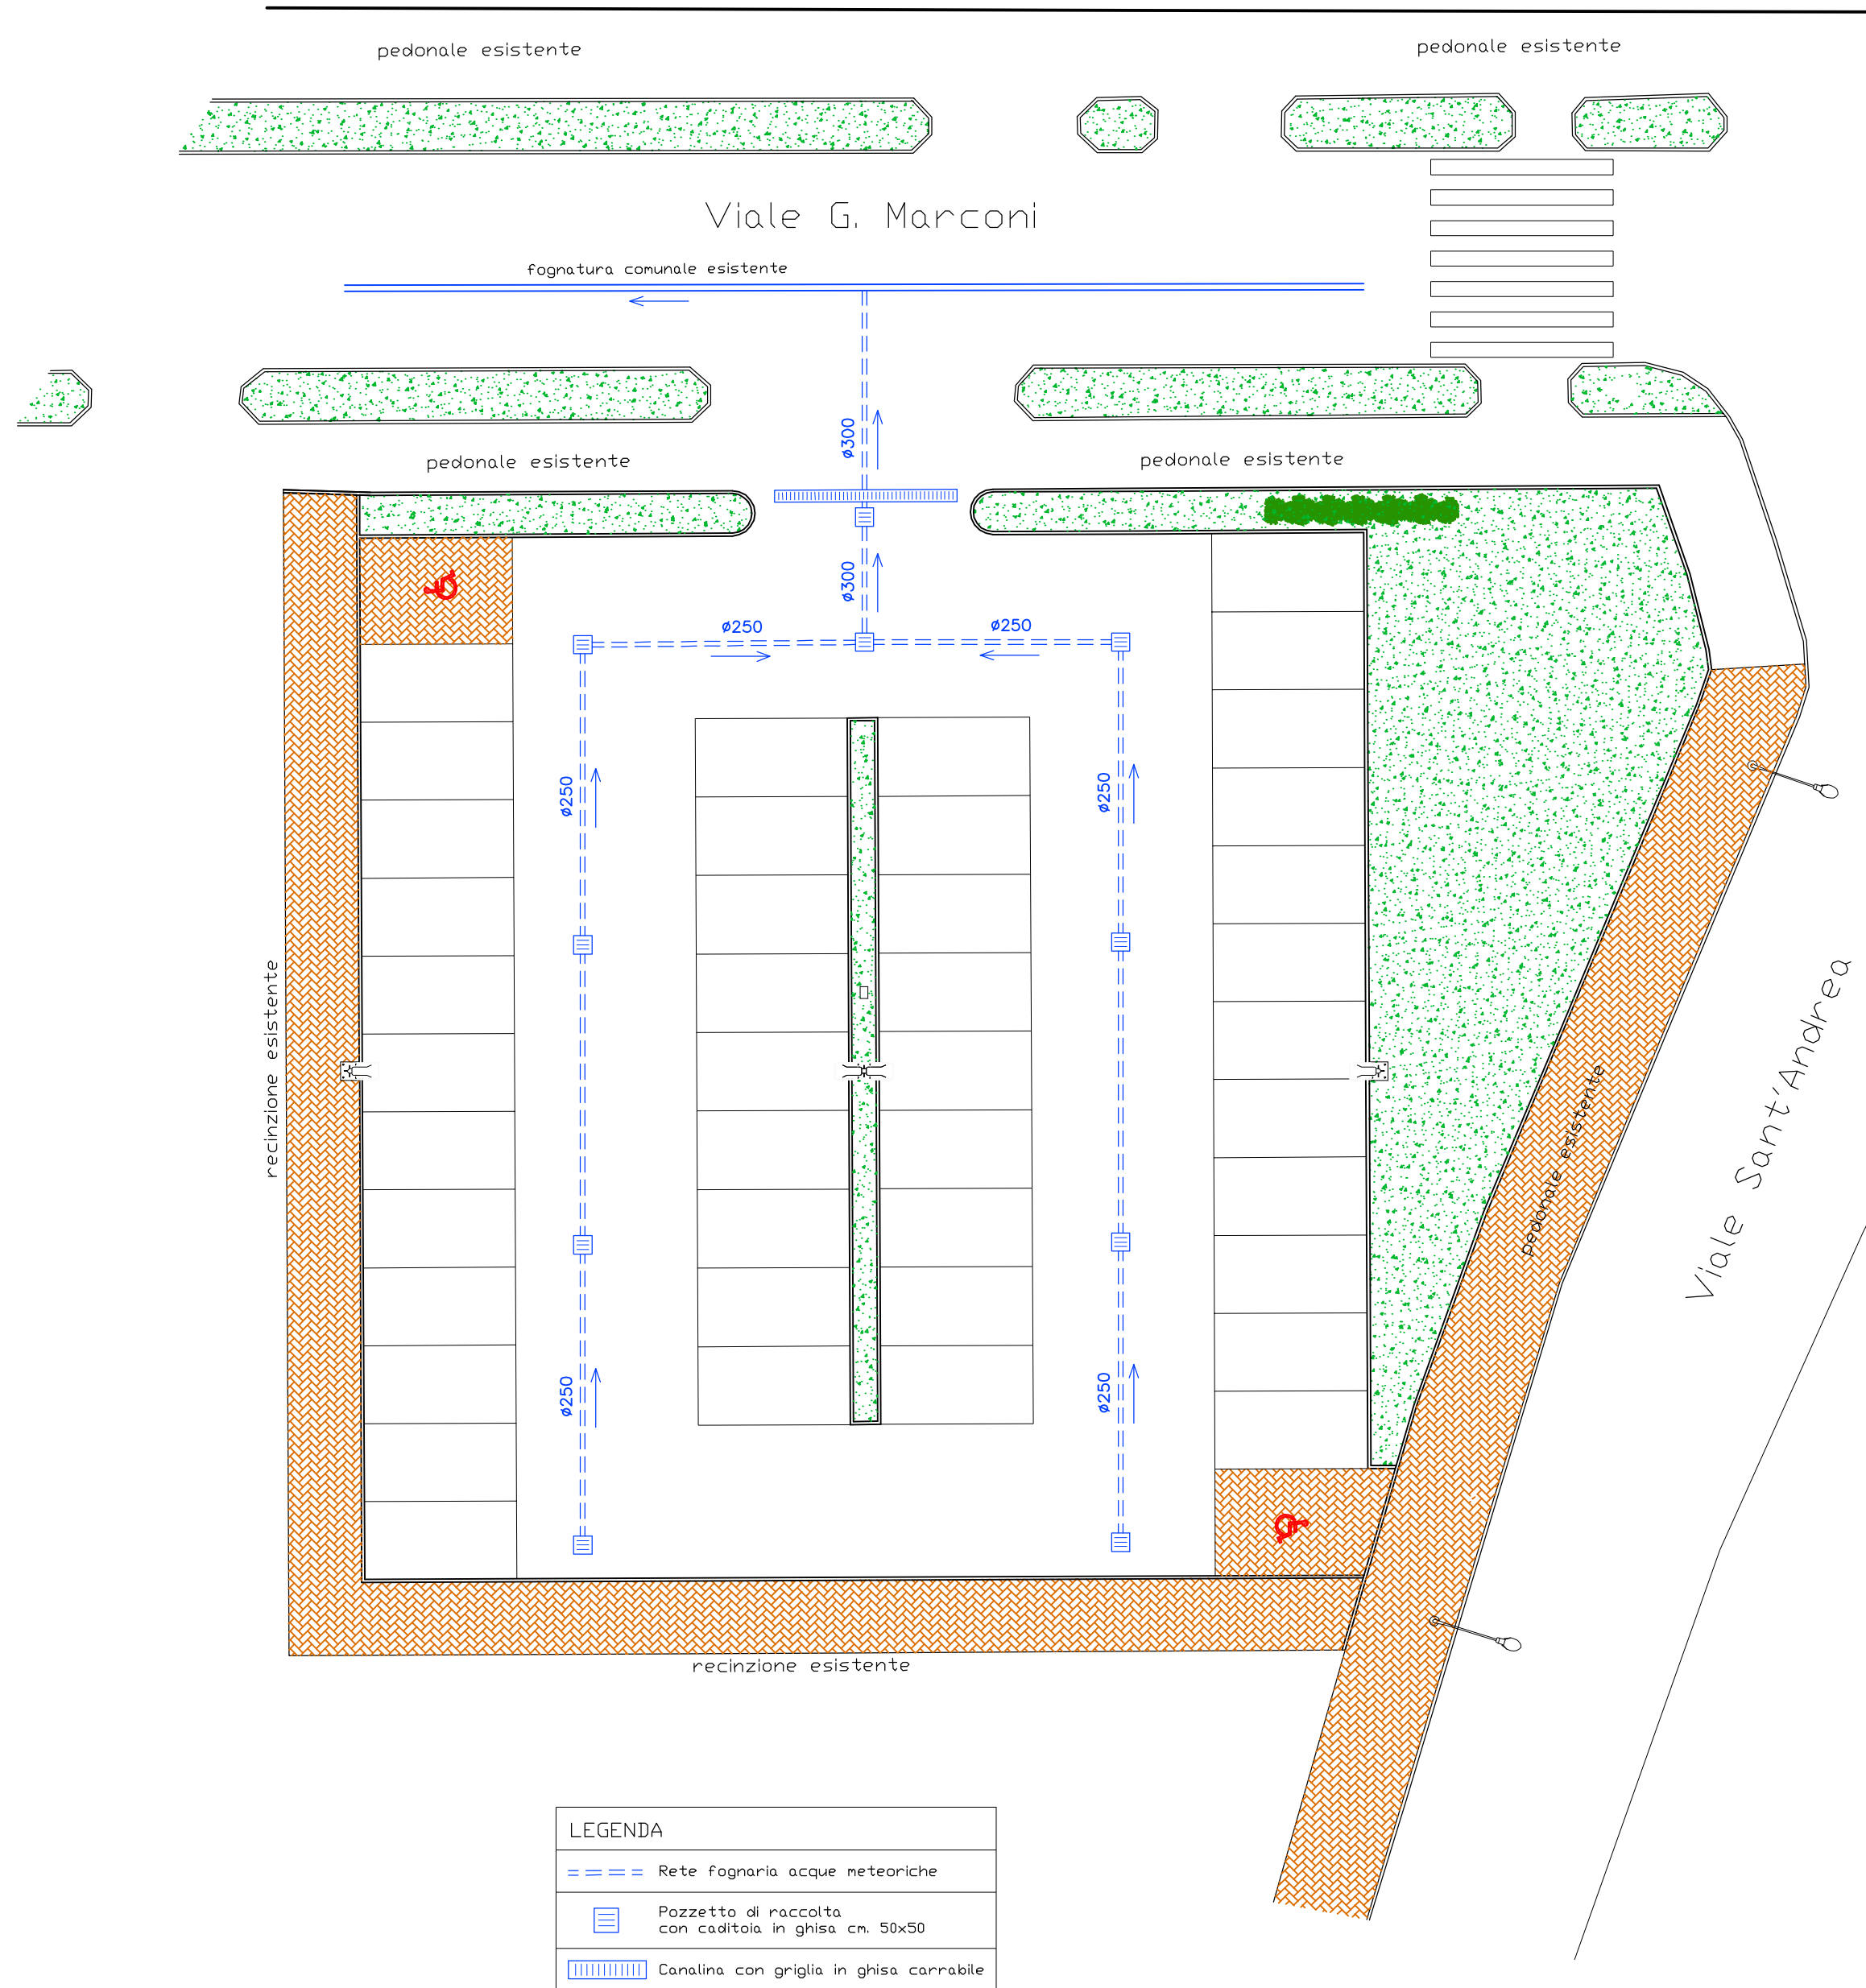 pedonale esistente
pedonale esistente
Viale G. Marconi
fognatura comunale esistente
ø300
pedonale esistente
pedonale esistente
ø300
ø250
ø250
ø250
ø250
recinzione esistente
pedonale esistente
Viale Sant'Andrea
ø250
ø250
recinzione esistente
LEGENDA
Rete fognaria acque meteoriche
Pozzetto di raccolta
con caditoia in ghisa cm. 50x50
Canalina con griglia in ghisa carrabile